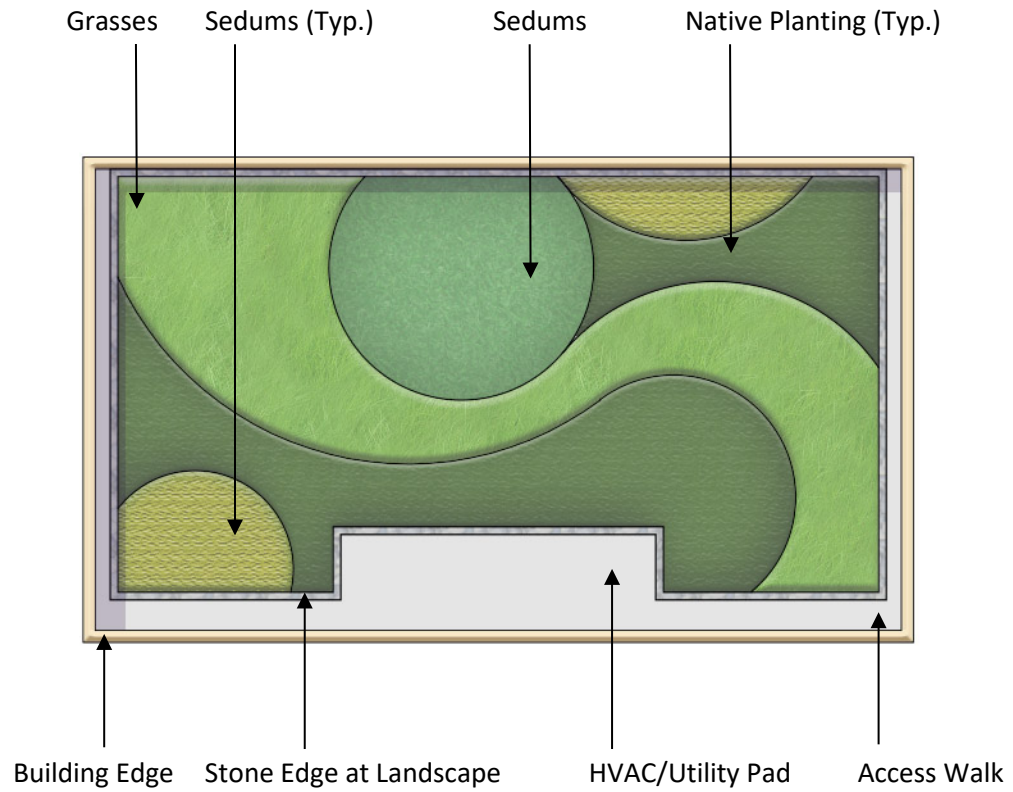 Grasses
Sedums (Typ.)
Sedums
Native Planting (Typ.)
Building Edge
Stone Edge at Landscape
HVAC/Utility Pad
Access Walk